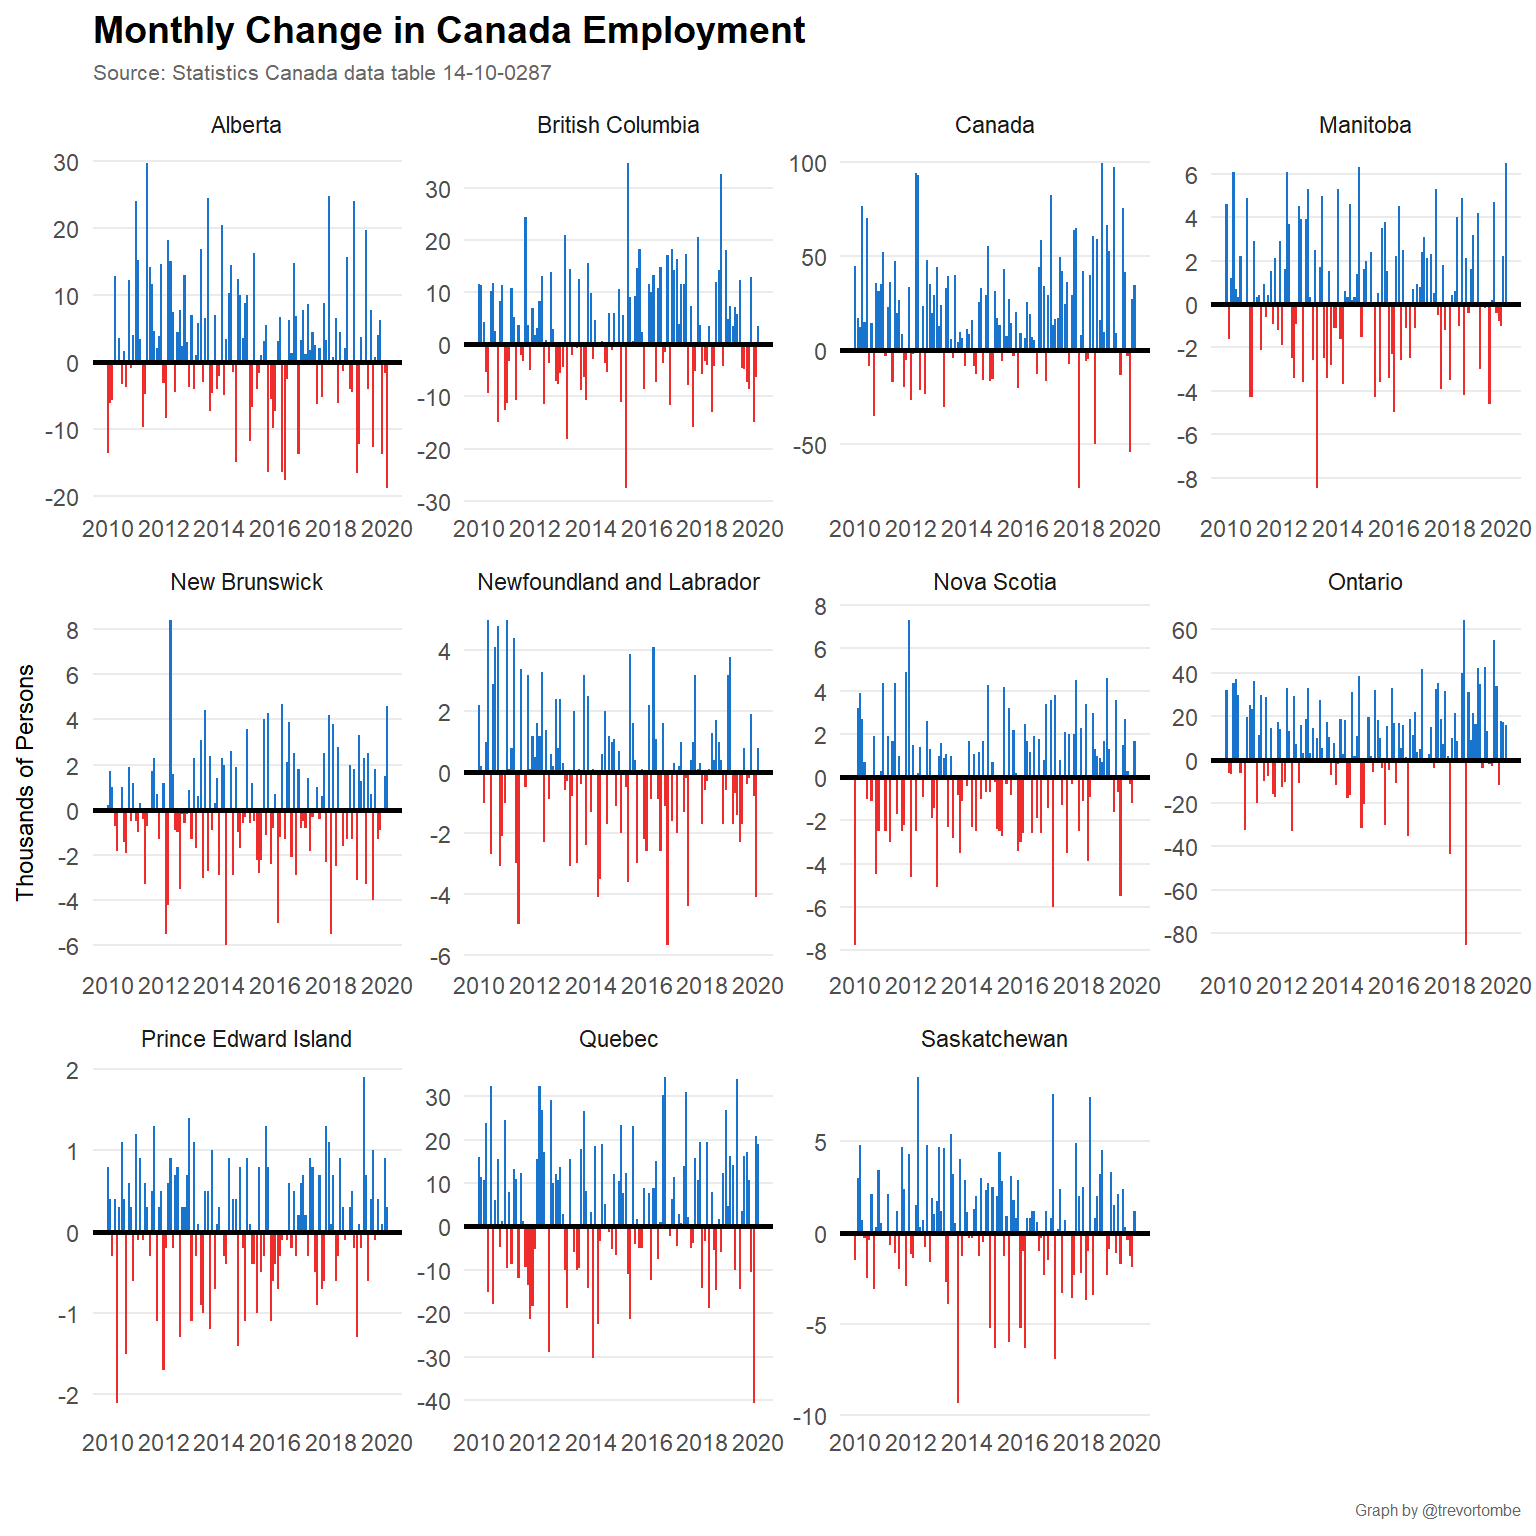 Monthly Change in Canada Employment
Source: Statistics Canada data table 14-10-0287
Alberta
British Columbia
Canada
Manitoba
30
20
10
0
-10
-20
30
20
10
0
-10
-20
-30
100
50
0
-50
6
4
2
0
-2
-4
-6
-8
2010 2012 2014 2016 2018 2020
2010 2012 2014 2016 2018 2020
2010 2012 2014 2016 2018 2020
2010 2012 2014 2016 2018 2020
Thousands of Persons
New Brunswick
Newfoundland and Labrador
Nova Scotia
Ontario
8
6
4
2
0
-2
-4
-6
4
2
0
-2
-4
-6
8
6
4
2
0
-2
-4
-6
-8
60
40
20
0
-20
-40
-60
-80
2010 2012 2014 2016 2018 2020
2010 2012 2014 2016 2018 2020
2010 2012 2014 2016 2018 2020
2010 2012 2014 2016 2018 2020
Prince Edward Island
Quebec
Saskatchewan
2
1
0
-1
-2
30
20
10
0
-10
-20
-30
-40
5
0
-5
-10
2010 2012 2014 2016 2018 2020
2010 2012 2014 2016 2018 2020
2010 2012 2014 2016 2018 2020
Graph by @trevortombe